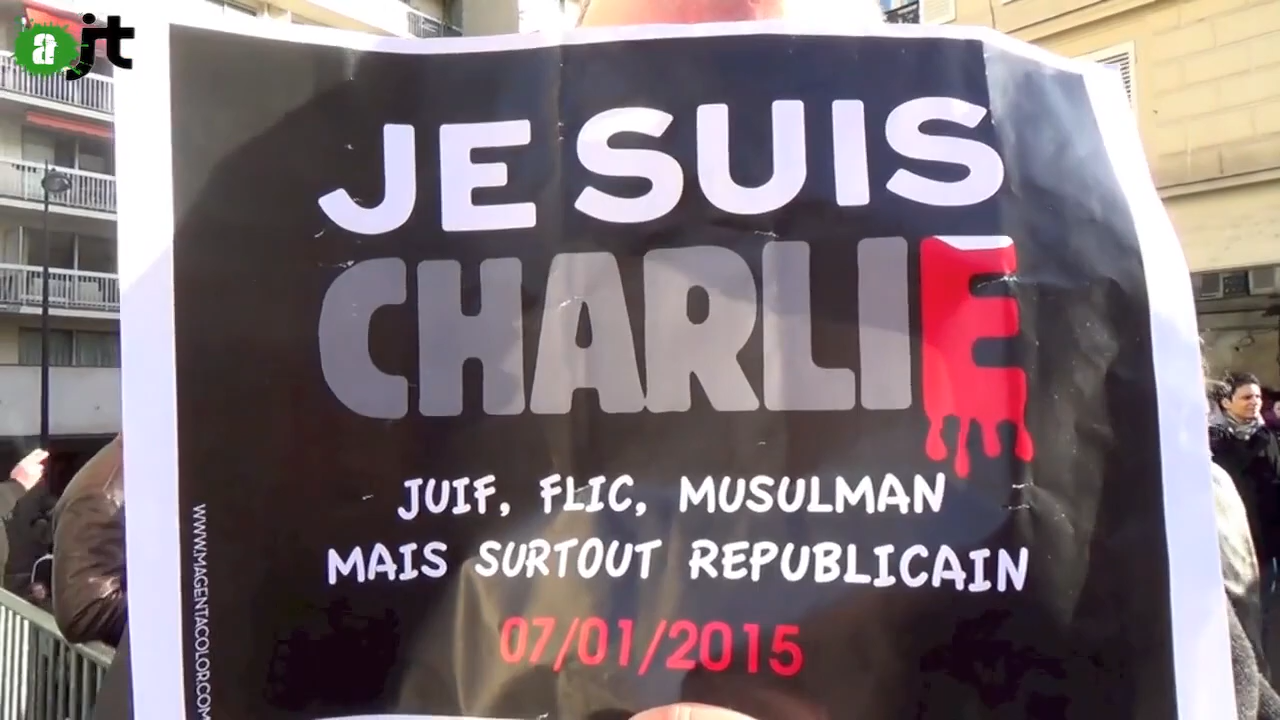 ajt
JE SUIS
CHARLIE
JUIF, FLIC, MUSULMAN
MAIS SURTOUT REPUBLICAIN
07/01/2015
WWW.MAGENTACOLOR.COM